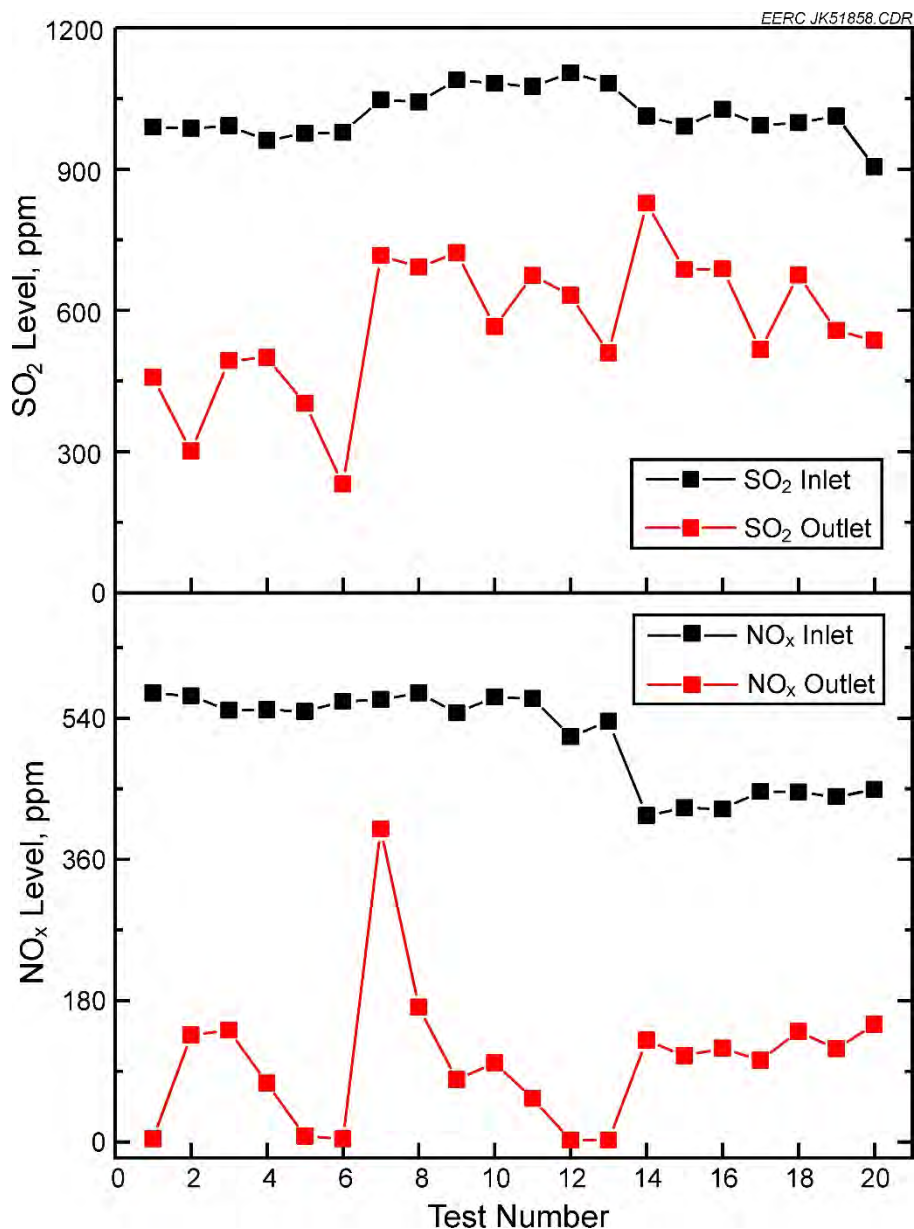 EERC JK51858.CDR
1200
900
600
300
0
SO₂ Level, ppm
SO₂ Inlet
SO₂ Outlet
NOₓ Inlet
NOₓ Outlet
540
360
180
0
NOₓ Level, ppm
0 2 4 6 8 10 12 14 16 18 20
Test Number